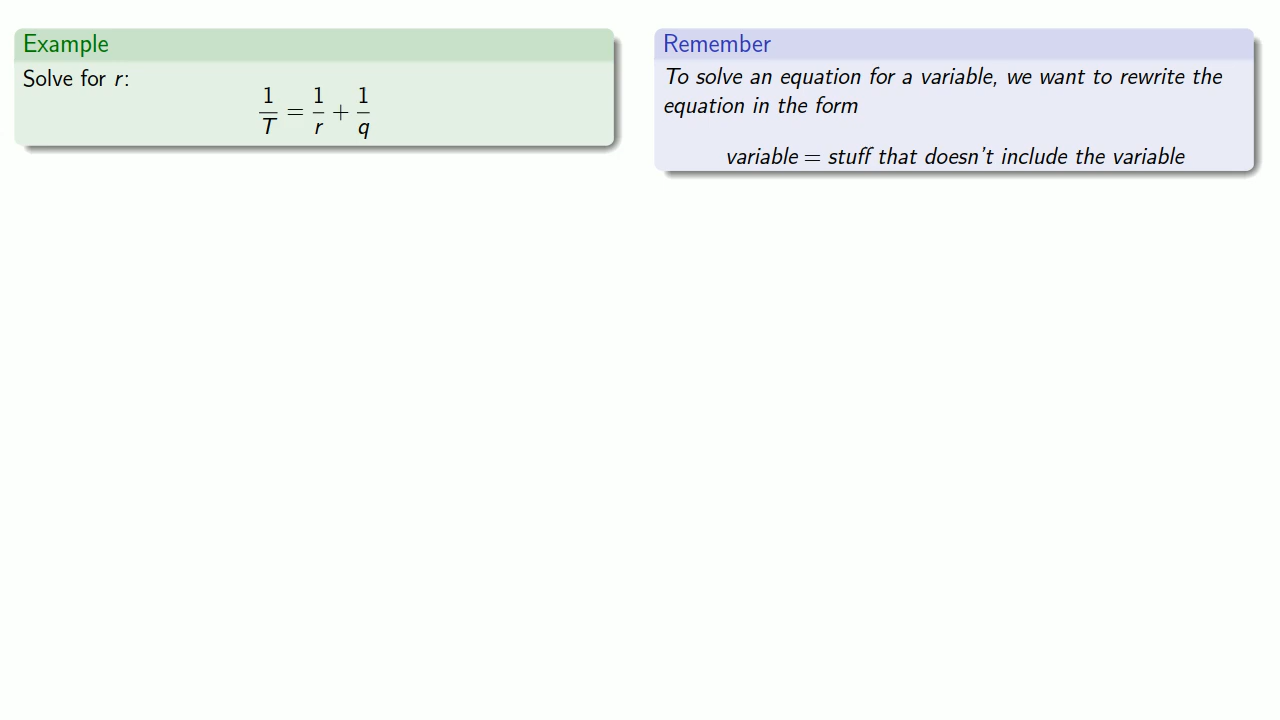 Example
Solve for r:
1/T = 1/r + 1/q
Remember
To solve an equation for a variable, we want to rewrite the
equation in the form
variable = stuff that doesn't include the variable